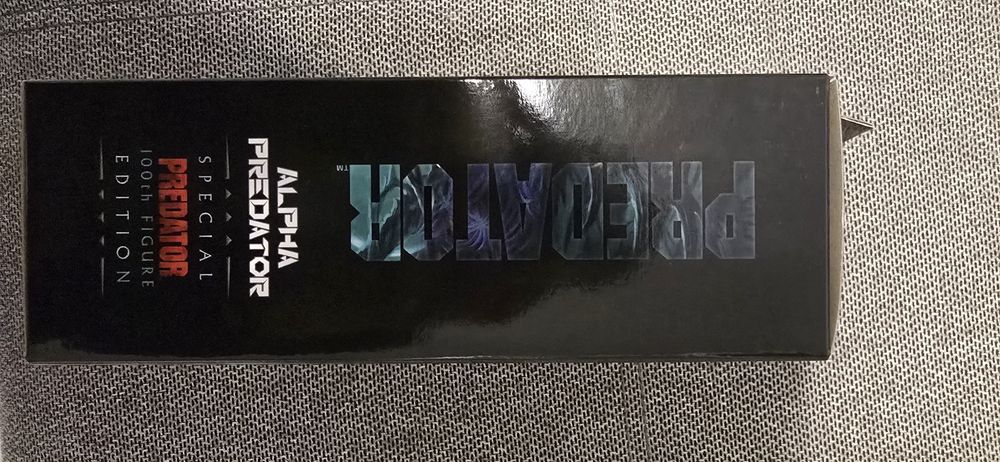 PREDATOR™
ALPHA
PREDATOR
SPECIAL
PREDATOR
100th FIGURE
EDITION